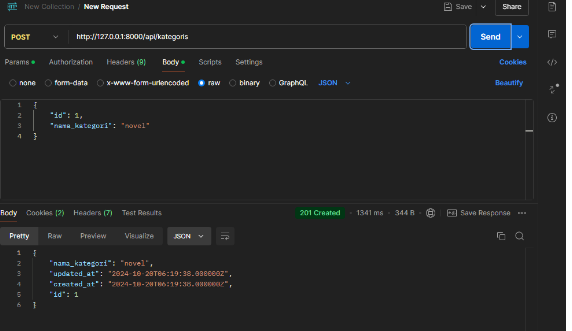 New Collection / New Request
Save
Share
POST
http://127.0.0.1:8000/api/kategoris
Send
Params
Authorization
Headers (9)
Body
Scripts
Settings
Cookies
none
form-data
x-www-form-urlencoded
raw
binary
GraphQL
JSON
Beautify
1 {
2 "id": 1,
3 "nama_kategori": "novel"
4 }
Body
Cookies (2)
Headers (7)
Test Results
201 Created
1341 ms
344 B
Save Response
Pretty
Raw
Preview
Visualize
JSON
1 {
2 "nama_kategori": "novel",
3 "updated_at": "2024-10-20T06:19:38.000000Z",
4 "created_at": "2024-10-20T06:19:38.000000Z",
5 "id": 1
6 }